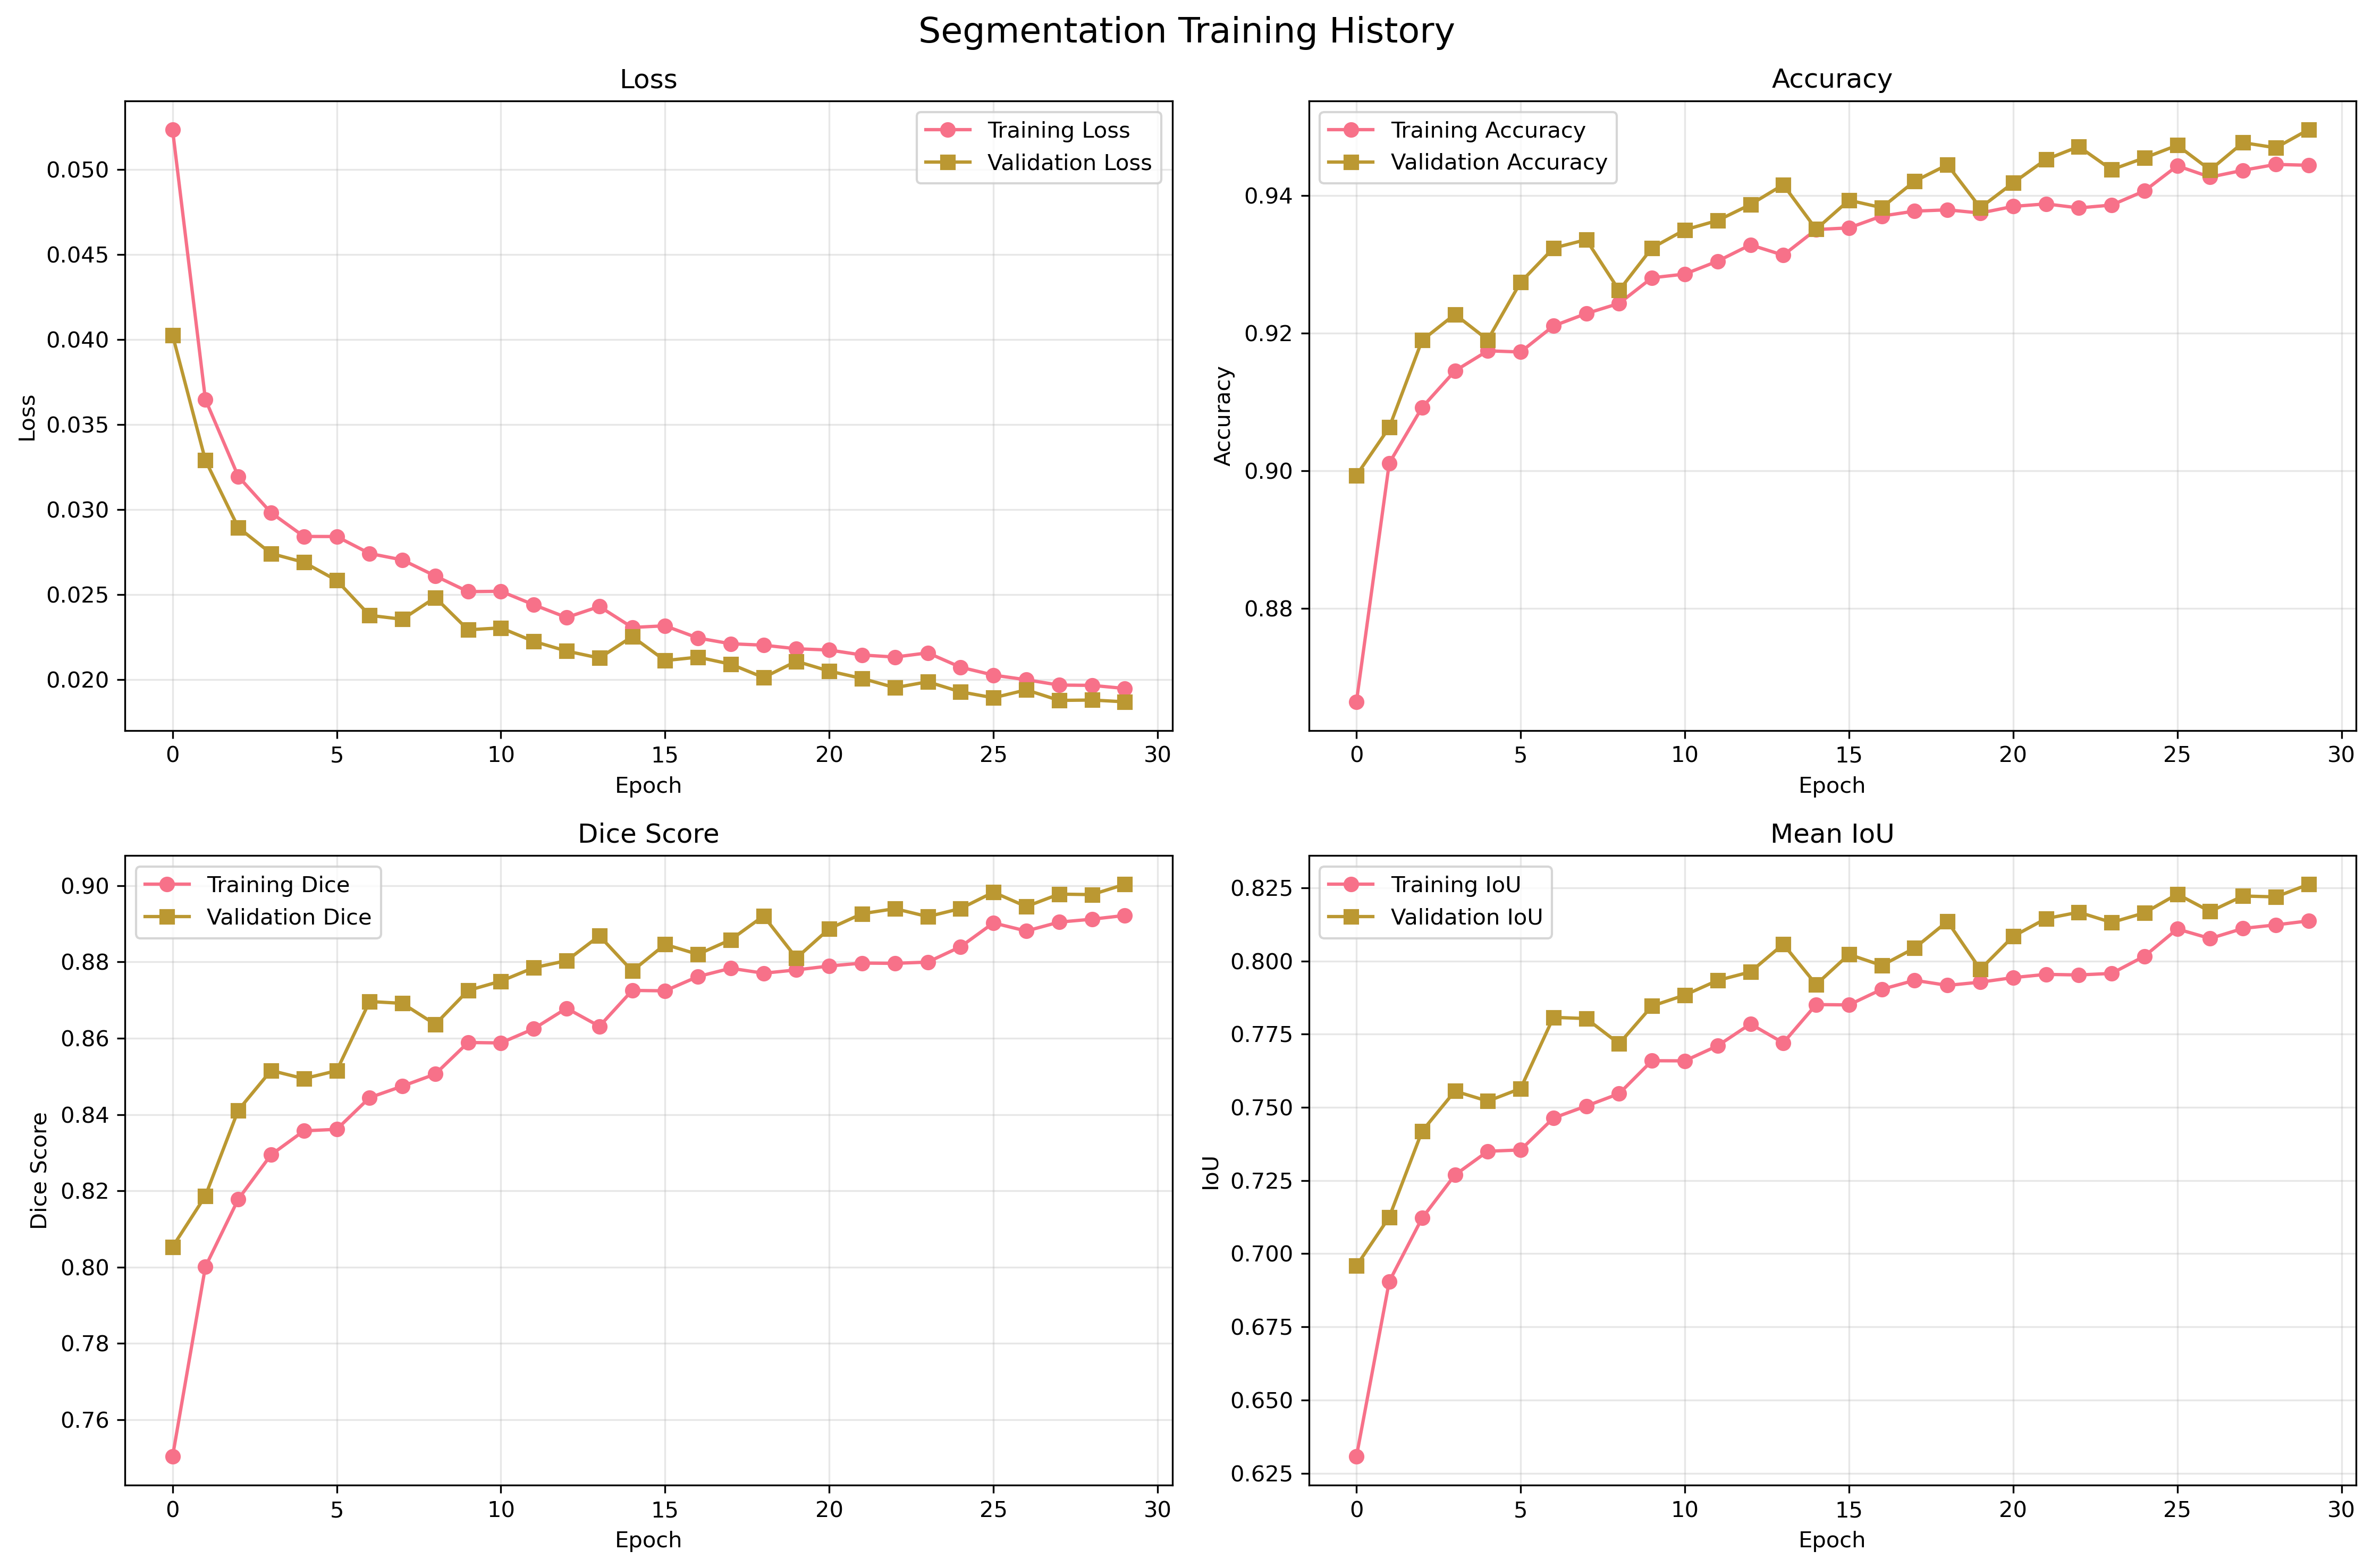 Segmentation Training History
Loss
Training Loss
Validation Loss
0.050
0.045
0.040
0.035
0.030
0.025
0.020
Loss
0 5 10 15 20 25 30
Epoch
Accuracy
Training Accuracy
Validation Accuracy
0.94
0.92
0.90
0.88
Accuracy
0 5 10 15 20 25 30
Epoch
Dice Score
Training Dice
Validation Dice
0.90
0.88
0.86
0.84
0.82
0.80
0.78
0.76
Dice Score
0 5 10 15 20 25 30
Epoch
Mean IoU
Training IoU
Validation IoU
0.825
0.800
0.775
0.750
0.725
0.700
0.675
0.650
0.625
IoU
0 5 10 15 20 25 30
Epoch